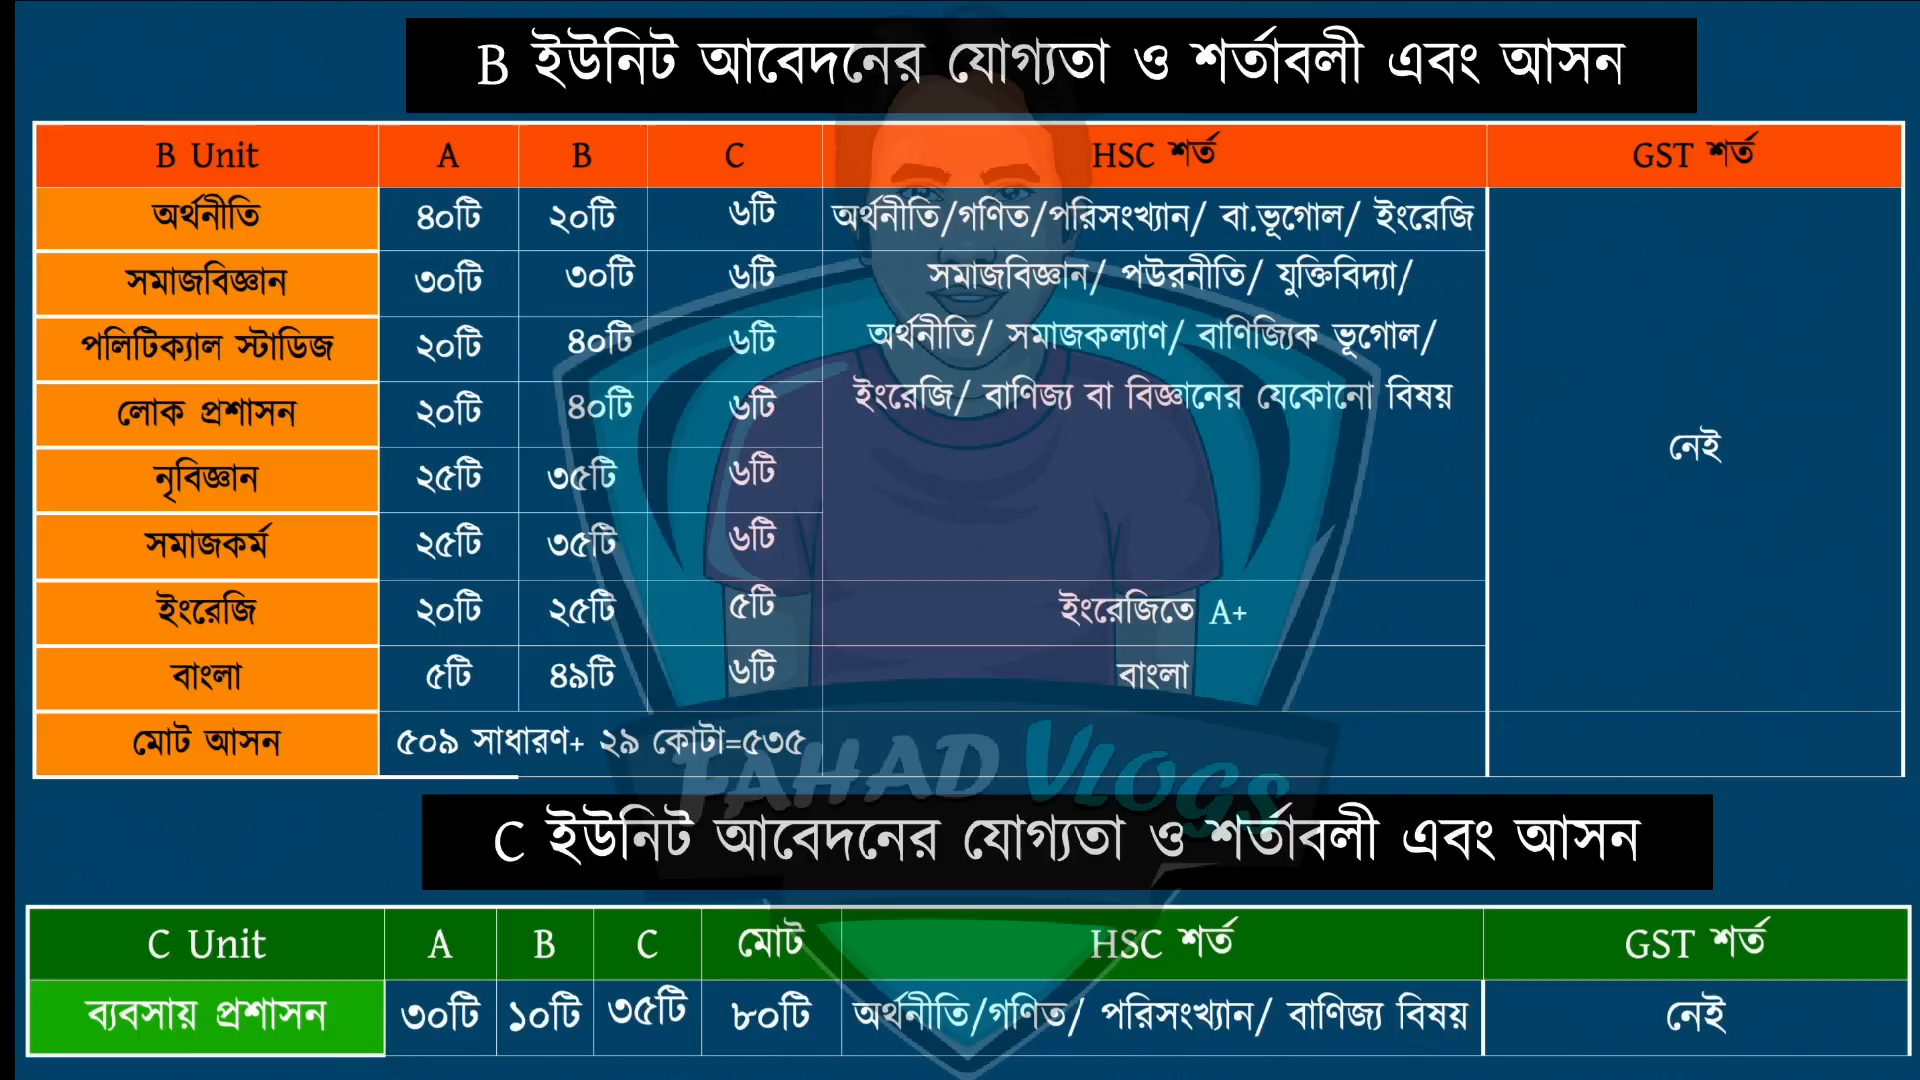 B ইউনিট আবেদনের যোগ্যতা ও শর্তাবলী এবং আসন
B Unit A B C HSC শর্ত GST শর্ত
অর্থনীতি ৪০টি ২০টি ৬টি অর্থনীতি/গণিত/পরিসংখ্যান/ বা.ভূগোল/ ইংরেজি
সমাজবিজ্ঞান ৩০টি ৩০টি ৬টি সমাজবিজ্ঞান/ পউরনীতি/ যুক্তিবিদ্যা/
পলিটিক্যাল স্টাডিজ ২০টি ৪০টি ৬টি অর্থনীতি/ সমাজকল্যাণ/ বাণিজ্যিক ভূগোল/
লোক প্রশাসন ২০টি ৪০টি ৬টি ইংরেজি/ বাণিজ্য বা বিজ্ঞানের যেকোনো বিষয়
নেই
নৃবিজ্ঞান ২৫টি ৩৫টি ৬টি
সমাজকর্ম ২৫টি ৩৫টি ৬টি
ইংরেজি ২০টি ২৫টি ৫টি ইংরেজিতে A+
বাংলা ৫টি ৪৯টি ৬টি বাংলা
মোট আসন ৫০৯ সাধারণ+ ২৯ কোটা=৫৩৫
FAHAD VLOGS
C ইউনিট আবেদনের যোগ্যতা ও শর্তাবলী এবং আসন
C Unit A B C মোট HSC শর্ত GST শর্ত
ব্যবসায় প্রশাসন ৩০টি ১০টি ৩৫টি ৮০টি অর্থনীতি/গণিত/ পরিসংখ্যান/ বাণিজ্য বিষয় নেই